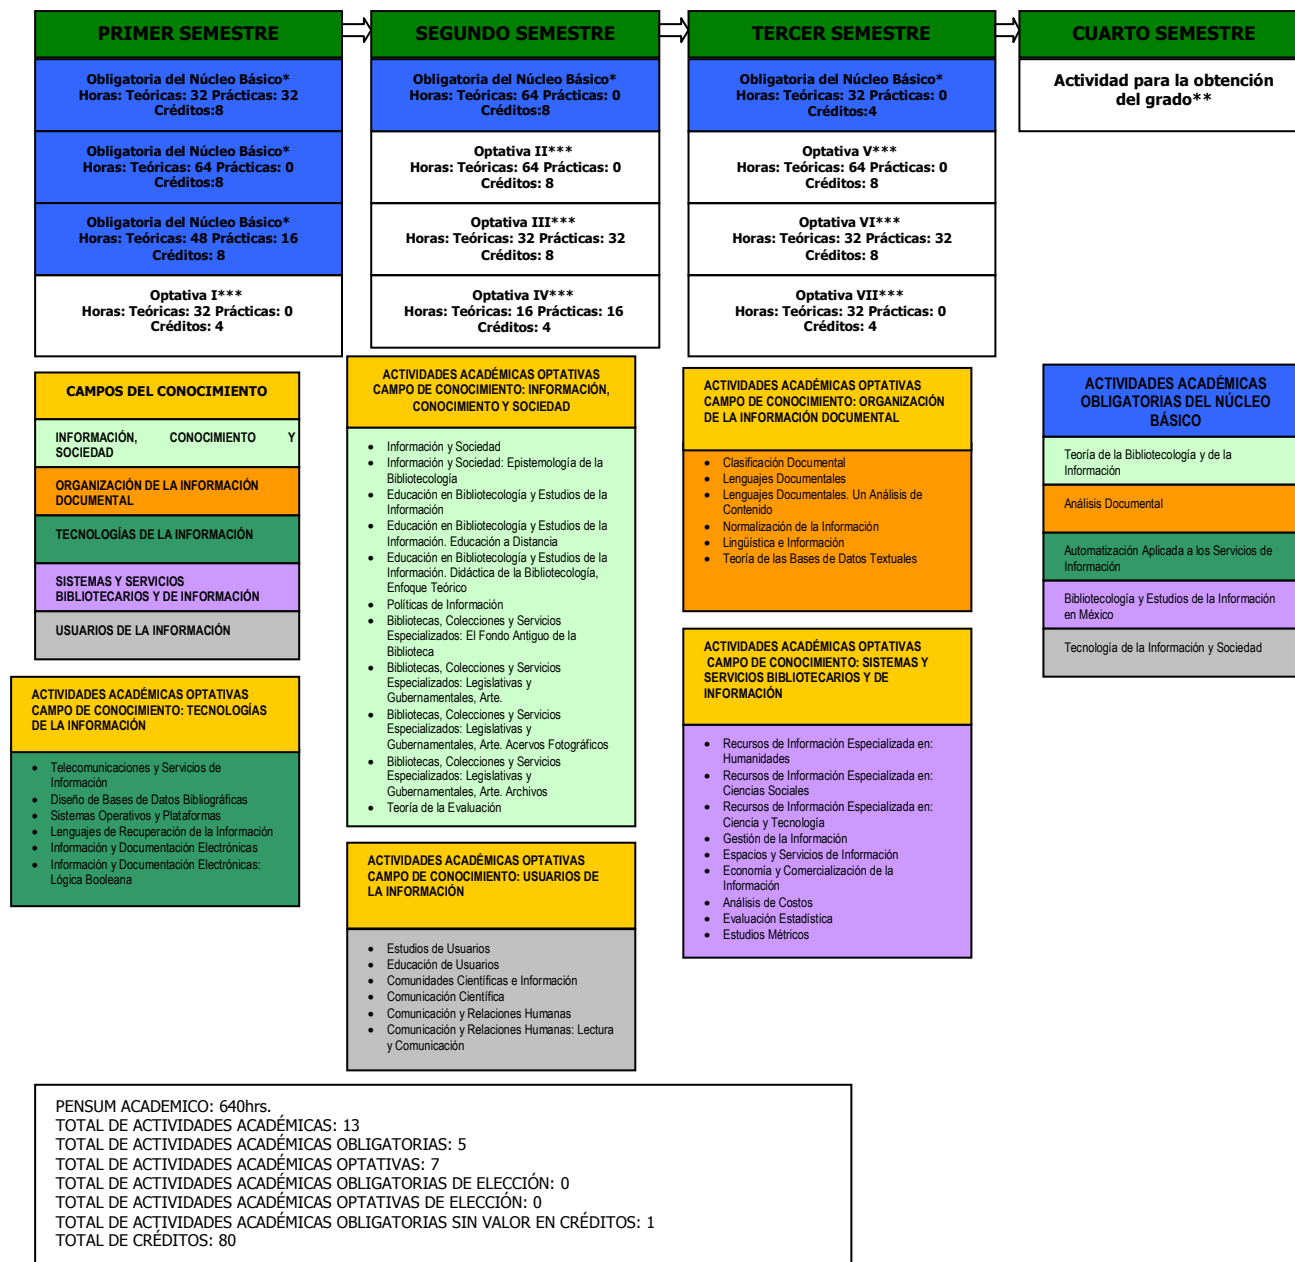 PRIMER SEMESTRE
Obligatoria del Núcleo Básico*
Horas: Teóricas: 32 Prácticas: 32
Créditos:8
Obligatoria del Núcleo Básico*
Horas: Teóricas: 64 Prácticas: 0
Créditos:8
Obligatoria del Núcleo Básico*
Horas: Teóricas: 48 Prácticas: 16
Créditos: 8
Optativa I***
Horas: Teóricas: 32 Prácticas: 0
Créditos: 4
SEGUNDO SEMESTRE
Obligatoria del Núcleo Básico*
Horas: Teóricas: 64 Prácticas: 0
Créditos:8
Optativa II***
Horas: Teóricas: 64 Prácticas: 0
Créditos: 8
Optativa III***
Horas: Teóricas: 32 Prácticas: 32
Créditos: 8
Optativa IV***
Horas: Teóricas: 16 Prácticas: 16
Créditos: 4
TERCER SEMESTRE
Obligatoria del Núcleo Básico*
Horas: Teóricas: 32 Prácticas: 0
Créditos:4
Optativa V***
Horas: Teóricas: 64 Prácticas: 0
Créditos: 8
Optativa VI***
Horas: Teóricas: 32 Prácticas: 32
Créditos: 8
Optativa VII***
Horas: Teóricas: 32 Prácticas: 0
Créditos: 4
CUARTO SEMESTRE
Actividad para la obtención
del grado**
CAMPOS DEL CONOCIMIENTO
INFORMACIÓN, CONOCIMIENTO Y
SOCIEDAD
ORGANIZACIÓN DE LA INFORMACIÓN
DOCUMENTAL
TECNOLOGÍAS DE LA INFORMACIÓN
SISTEMAS Y SERVICIOS
BIBLIOTECARIOS Y DE INFORMACIÓN
USUARIOS DE LA INFORMACIÓN
ACTIVIDADES ACADÉMICAS OPTATIVAS
CAMPO DE CONOCIMIENTO: TECNOLOGÍAS
DE LA INFORMACIÓN
• Telecomunicaciones y Servicios de
Información
• Diseño de Bases de Datos Bibliográficas
• Sistemas Operativos y Plataformas
• Lenguajes de Recuperación de la Información
• Información y Documentación Electrónicas
• Información y Documentación Electrónicas:
Lógica Booleana
ACTIVIDADES ACADÉMICAS OPTATIVAS
CAMPO DE CONOCIMIENTO: INFORMACIÓN,
CONOCIMIENTO Y SOCIEDAD
• Información y Sociedad
• Información y Sociedad: Epistemología de la
Bibliotecología
• Educación en Bibliotecología y Estudios de la
Información
• Educación en Bibliotecología y Estudios de la
Información. Educación a Distancia
• Educación en Bibliotecología y Estudios de la
Información. Didáctica de la Bibliotecología,
Enfoque Teórico
• Políticas de Información
• Bibliotecas, Colecciones y Servicios
Especializados: El Fondo Antiguo de la
Biblioteca
• Bibliotecas, Colecciones y Servicios
Especializados: Legislativas y
Gubernamentales, Arte.
• Bibliotecas, Colecciones y Servicios
Especializados: Legislativas y
Gubernamentales, Arte. Acervos Fotográficos
• Bibliotecas, Colecciones y Servicios
Especializados: Legislativas y
Gubernamentales, Arte. Archivos
• Teoría de la Evaluación
ACTIVIDADES ACADÉMICAS OPTATIVAS
CAMPO DE CONOCIMIENTO: USUARIOS DE
LA INFORMACIÓN
• Estudios de Usuarios
• Educación de Usuarios
• Comunidades Científicas e Información
• Comunicación Científica
• Comunicación y Relaciones Humanas
• Comunicación y Relaciones Humanas: Lectura
y Comunicación
ACTIVIDADES ACADÉMICAS OPTATIVAS
CAMPO DE CONOCIMIENTO: ORGANIZACIÓN
DE LA INFORMACIÓN DOCUMENTAL
• Clasificación Documental
• Lenguajes Documentales
• Lenguajes Documentales. Un Análisis de
Contenido
• Normalización de la Información
• Lingüística e Información
• Teoría de las Bases de Datos Textuales
ACTIVIDADES ACADÉMICAS OPTATIVAS
CAMPO DE CONOCIMIENTO: SISTEMAS Y
SERVICIOS BIBLIOTECARIOS Y DE
INFORMACIÓN
• Recursos de Información Especializada en:
Humanidades
• Recursos de Información Especializada en:
Ciencias Sociales
• Recursos de Información Especializada en:
Ciencia y Tecnología
• Gestión de la Información
• Espacios y Servicios de Información
• Economía y Comercialización de la
Información
• Análisis de Costos
• Evaluación Estadística
• Estudios Métricos
ACTIVIDADES ACADÉMICAS
OBLIGATORIAS DEL NÚCLEO
BÁSICO
Teoría de la Bibliotecología y de la
Información
Análisis Documental
Automatización Aplicada a los Servicios de
Información
Bibliotecología y Estudios de la Información
en México
Tecnología de la Información y Sociedad
PENSUM ACADEMICO: 640hrs.
TOTAL DE ACTIVIDADES ACADÉMICAS: 13
TOTAL DE ACTIVIDADES ACADÉMICAS OBLIGATORIAS: 5
TOTAL DE ACTIVIDADES ACADÉMICAS OPTATIVAS: 7
TOTAL DE ACTIVIDADES ACADÉMICAS OBLIGATORIAS DE ELECCIÓN: 0
TOTAL DE ACTIVIDADES ACADÉMICAS OPTATIVAS DE ELECCIÓN: 0
TOTAL DE ACTIVIDADES ACADÉMICAS OBLIGATORIAS SIN VALOR EN CRÉDITOS: 1
TOTAL DE CRÉDITOS: 80